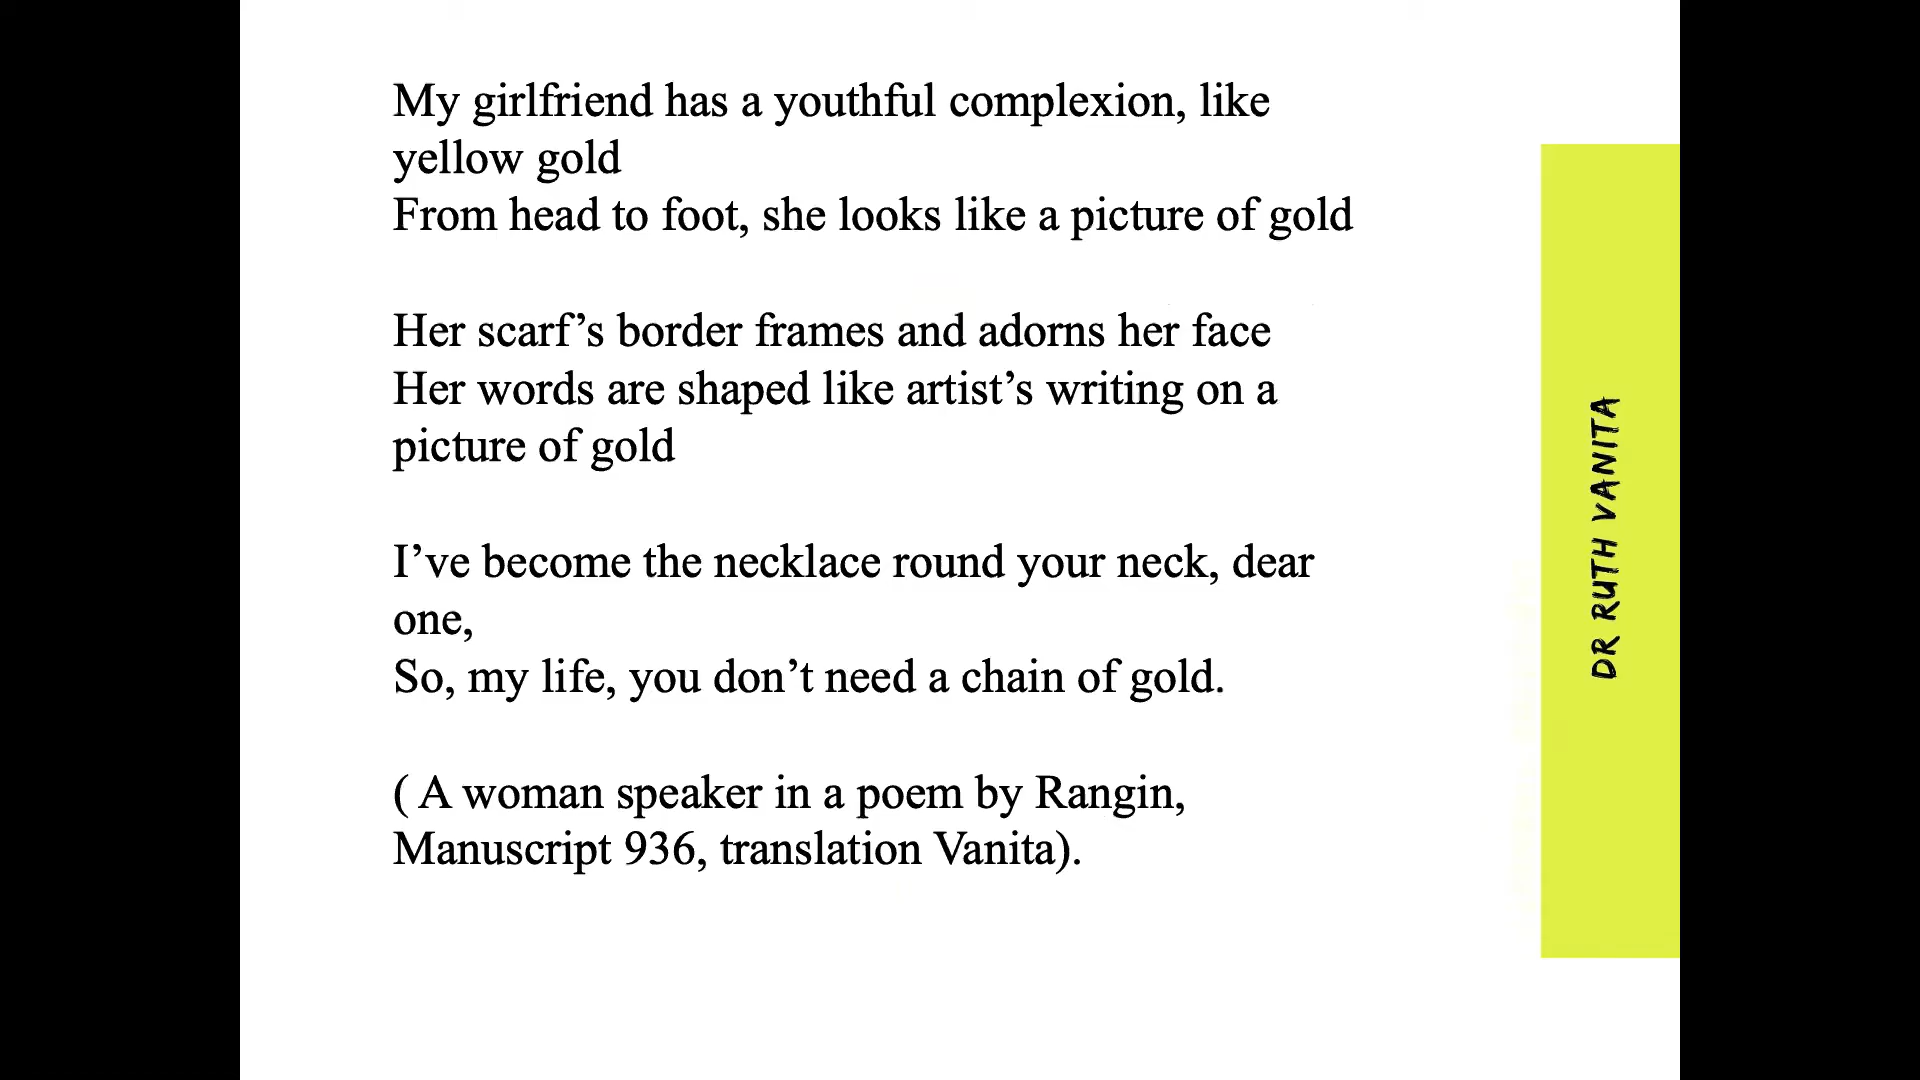 My girlfriend has a youthful complexion, like
yellow gold
From head to foot, she looks like a picture of gold
Her scarf’s border frames and adorns her face
Her words are shaped like artist’s writing on a
picture of gold
I’ve become the necklace round your neck, dear
one,
So, my life, you don’t need a chain of gold.
( A woman speaker in a poem by Rangin,
Manuscript 936, translation Vanita).
DR RUTH VANITA